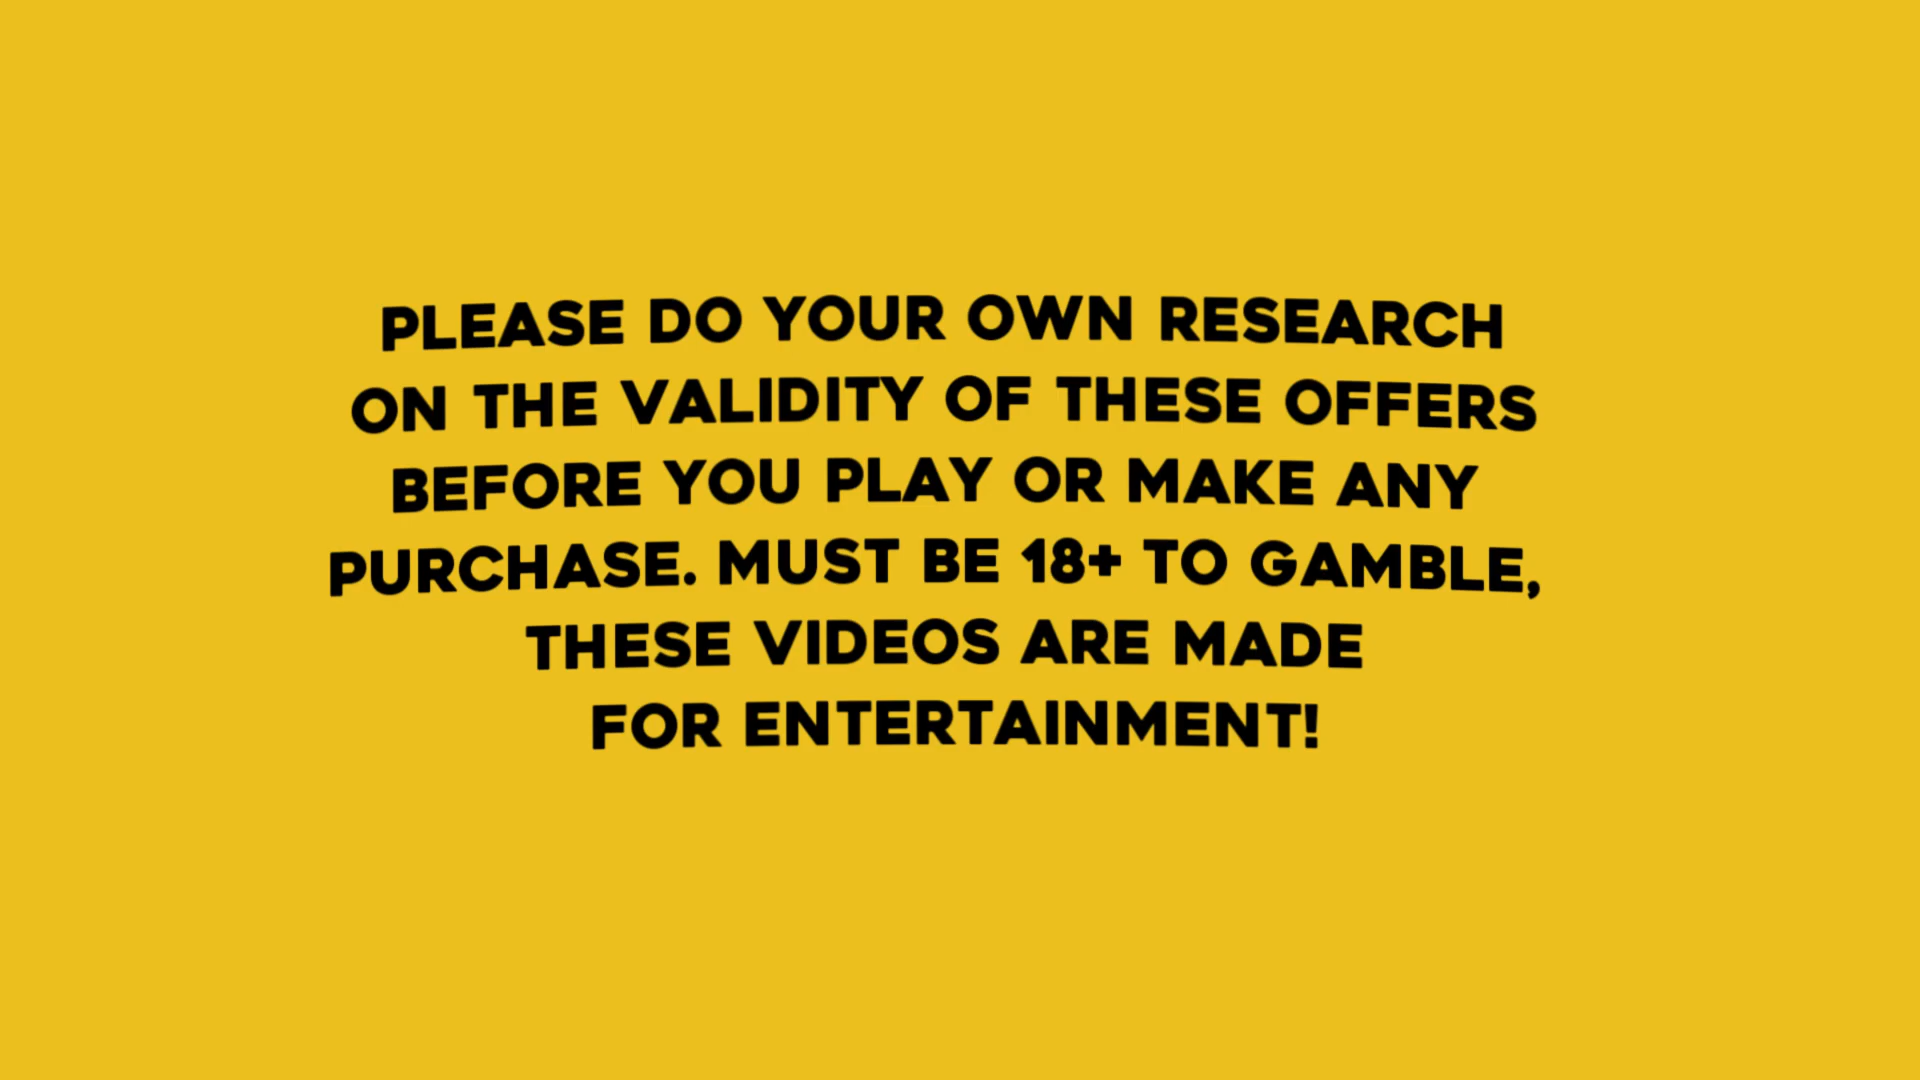 PLEASE DO YOUR OWN RESEARCH
ON THE VALIDITY OF THESE OFFERS
BEFORE YOU PLAY OR MAKE ANY
PURCHASE. MUST BE 18+ TO GAMBLE,
THESE VIDEOS ARE MADE
FOR ENTERTAINMENT!